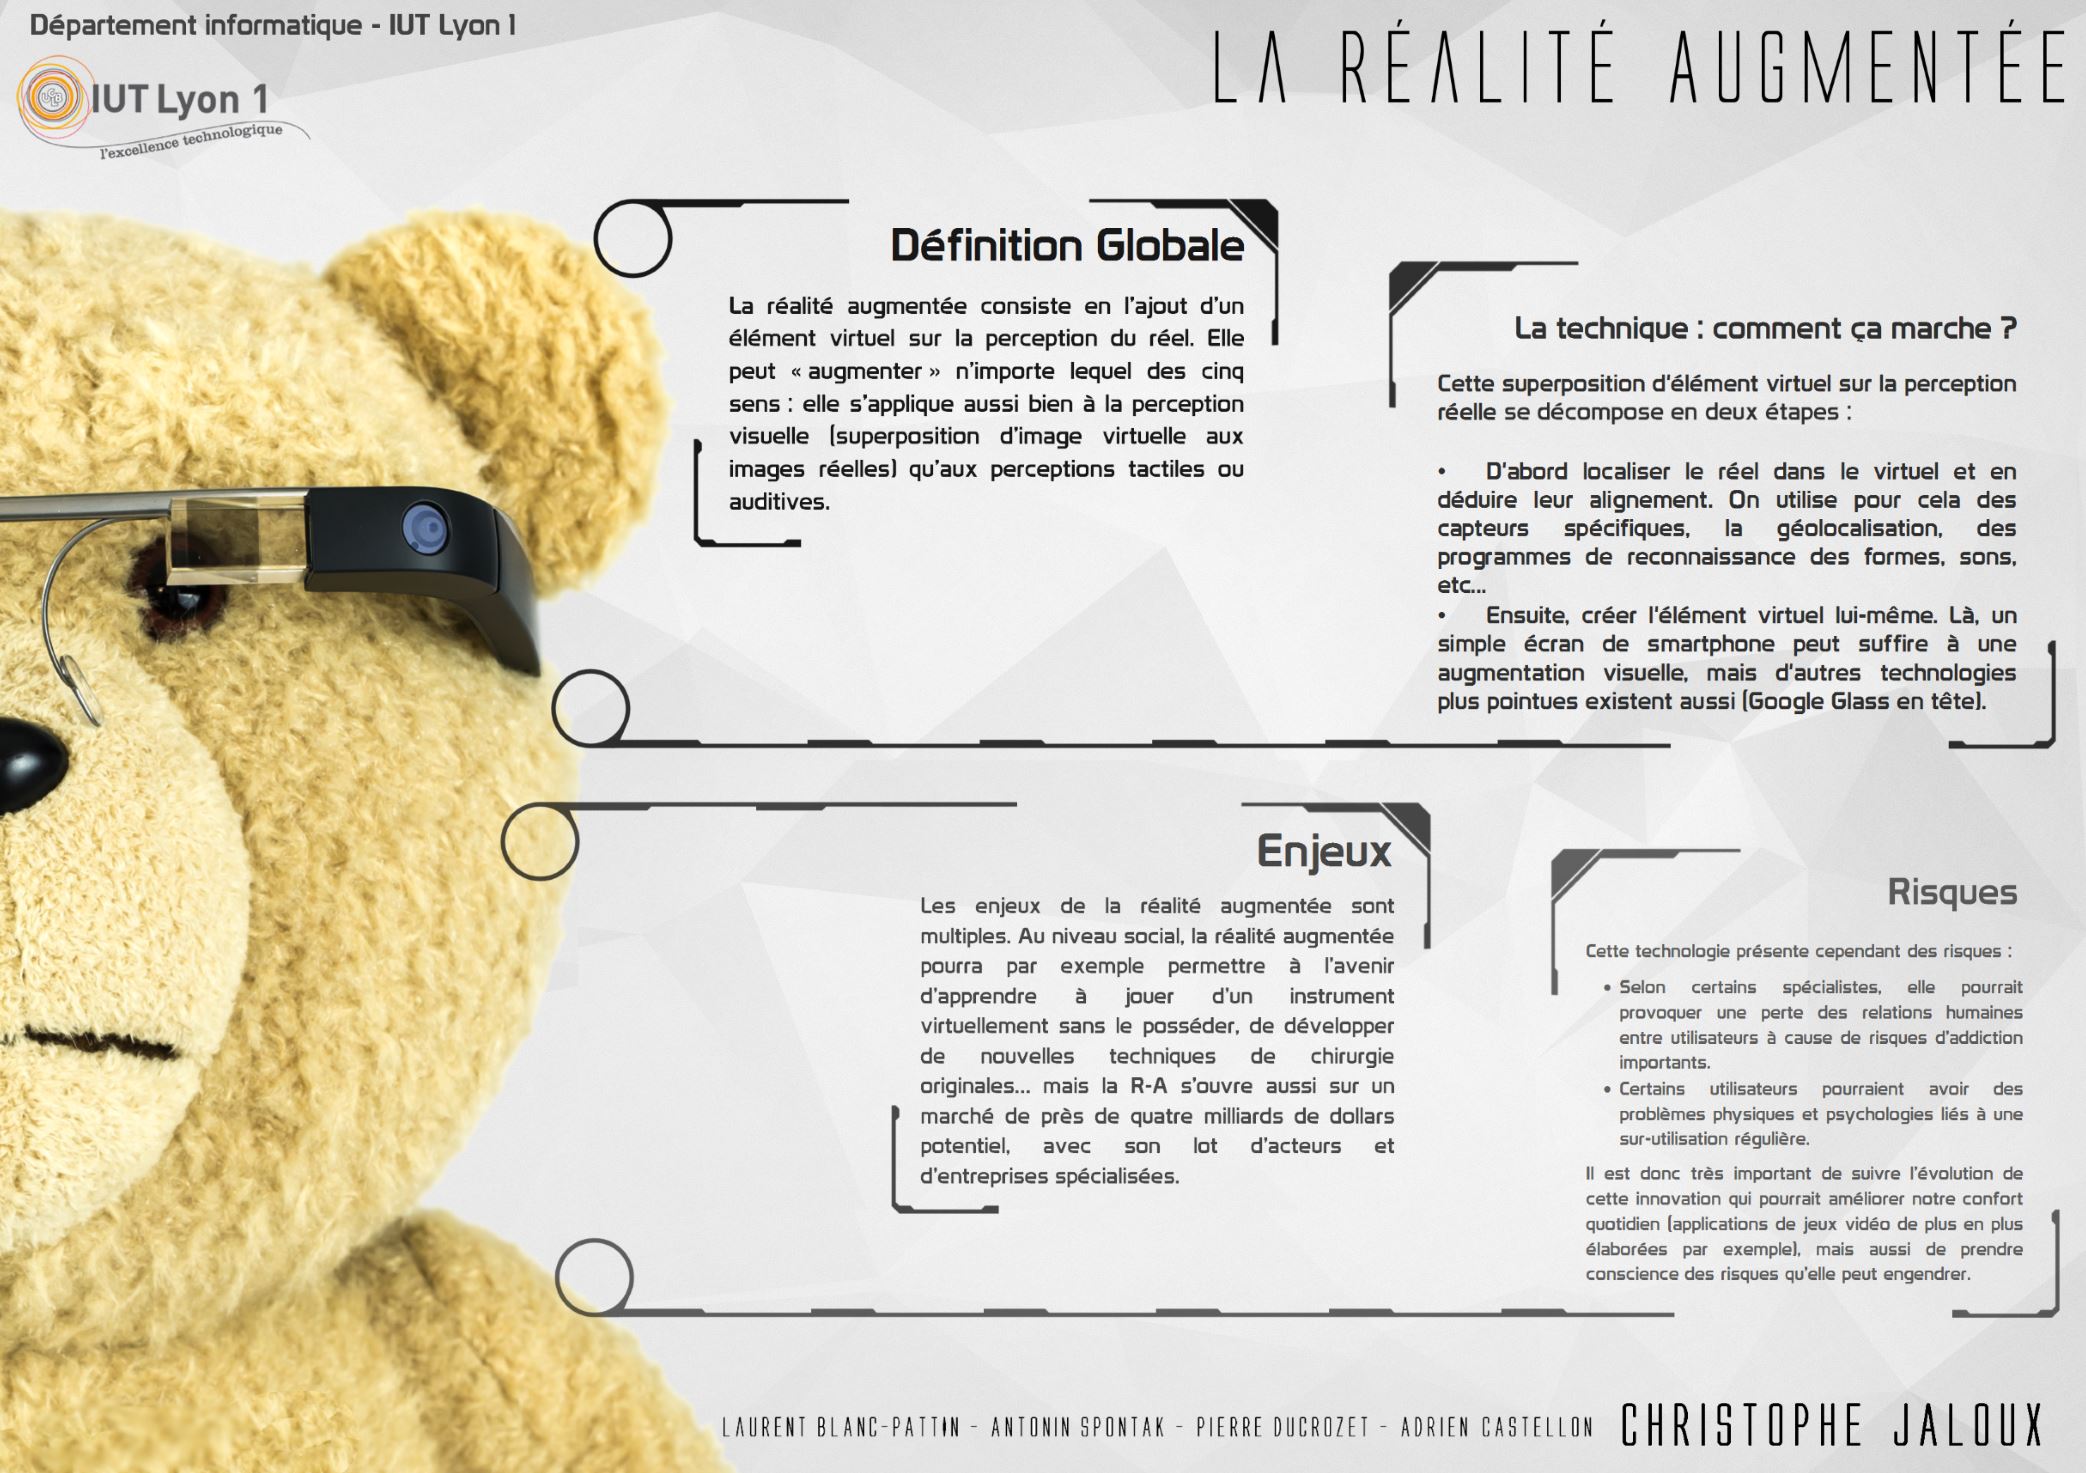 Département informatique - IUT Lyon 1
UCBL
IUT Lyon 1
l'excellence technologique
LA RÉALITÉ AUGMENTÉE
Définition Globale
La réalité augmentée consiste en l'ajout d'un
élément virtuel sur la perception du réel. Elle
peut « augmenter » n'importe lequel des cinq
sens : elle s'applique aussi bien à la perception
visuelle (superposition d'image virtuelle aux
images réelles) qu'aux perceptions tactiles ou
auditives.
La technique : comment ça marche ?
Cette superposition d'élément virtuel sur la perception
réelle se décompose en deux étapes :
• D'abord localiser le réel dans le virtuel et en
déduire leur alignement. On utilise pour cela des
capteurs spécifiques, la géolocalisation, des
programmes de reconnaissance des formes, sons,
etc...
• Ensuite, créer l'élément virtuel lui-même. Là, un
simple écran de smartphone peut suffire à une
augmentation visuelle, mais d'autres technologies
plus pointues existent aussi (Google Glass en tête).
Enjeux
Les enjeux de la réalité augmentée sont
multiples. Au niveau social, la réalité augmentée
pourra par exemple permettre à l'avenir
d'apprendre à jouer d'un instrument
virtuellement sans le posséder, de développer
de nouvelles techniques de chirurgie
originales... mais la R-A s'ouvre aussi sur un
marché de près de quatre milliards de dollars
potentiel, avec son lot d'acteurs et
d'entreprises spécialisées.
Risques
Cette technologie présente cependant des risques :
• Selon certains spécialistes, elle pourrait
provoquer une perte des relations humaines
entre utilisateurs à cause de risques d'addiction
importants.
• Certains utilisateurs pourraient avoir des
problèmes physiques et psychologies liés à une
sur-utilisation régulière.
Il est donc très important de suivre l'évolution de
cette innovation qui pourrait améliorer notre confort
quotidien (applications de jeux vidéo de plus en plus
élaborées par exemple), mais aussi de prendre
conscience des risques qu'elle peut engendrer.
LAURENT BLANC-PATTIN - ANTONIN SPONTAK - PIERRE DUCROZET - ADRIEN CASTELLON CHRISTOPHE JALOUX